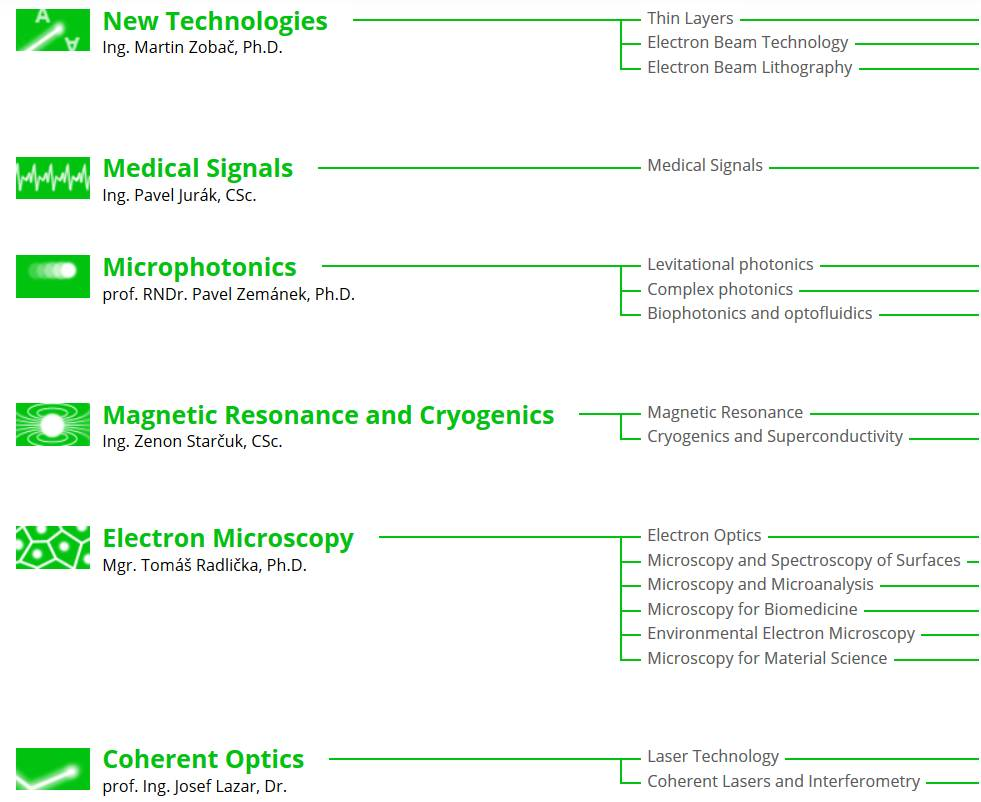 New Technologies
Ing. Martin Zobač, Ph.D.
Thin Layers
Electron Beam Technology
Electron Beam Lithography
Medical Signals
Ing. Pavel Jurák, CSc.
Medical Signals
Microphotonics
prof. RNDr. Pavel Zemánek, Ph.D.
Levitational photonics
Complex photonics
Biophotonics and optofluidics
Magnetic Resonance and Cryogenics
Ing. Zenon Starčuk, CSc.
Magnetic Resonance
Cryogenics and Superconductivity
Electron Microscopy
Mgr. Tomáš Radlička, Ph.D.
Electron Optics
Microscopy and Spectroscopy of Surfaces
Microscopy and Microanalysis
Microscopy for Biomedicine
Environmental Electron Microscopy
Microscopy for Material Science
Coherent Optics
prof. Ing. Josef Lazar, Dr.
Laser Technology
Coherent Lasers and Interferometry